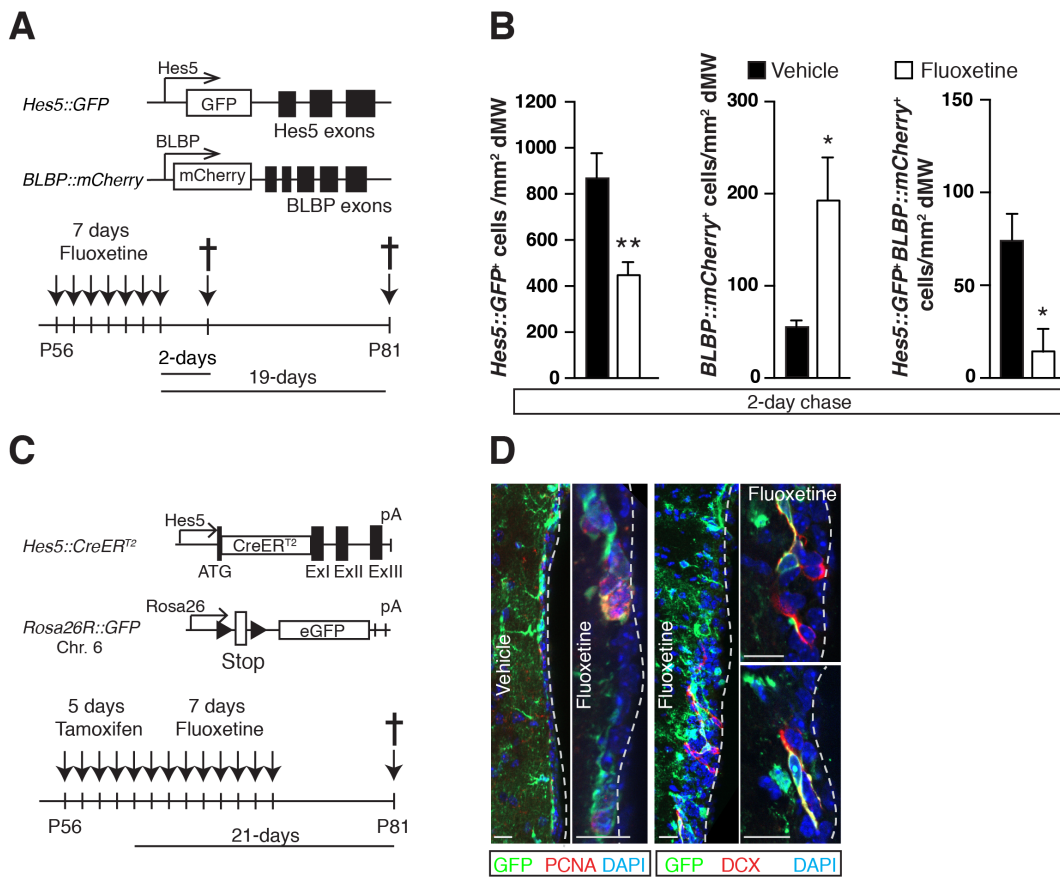 A
Hes5
Hes5::GFP
GFP
Hes5 exons
BLBP
BLBP::mCherry
mCherry
BLBP exons
7 days
Fluoxetine
P56
P81
2-days
19-days
B
Vehicle
Fluoxetine
Hes5::GFP+ cells /mm² dMW
1200
1000
800
600
400
200
0
**
BLBP::mCherry+ cells/mm² dMW
300
200
100
0
*
Hes5::GFP+BLBP::mCherry+
cells/mm² dMW
150
100
50
0
*
2-day chase
C
Hes5
pA
Hes5::CreERT2
CreERT2
ATG
ExI
ExII
ExIII
Rosa26
pA
Rosa26R::GFP
Chr. 6
eGFP
Stop
5 days
Tamoxifen
7 days
Fluoxetine
P56
P81
21-days
D
Vehicle
Fluoxetine
Fluoxetine
Fluoxetine
GFP PCNA DAPI
GFP DCX DAPI